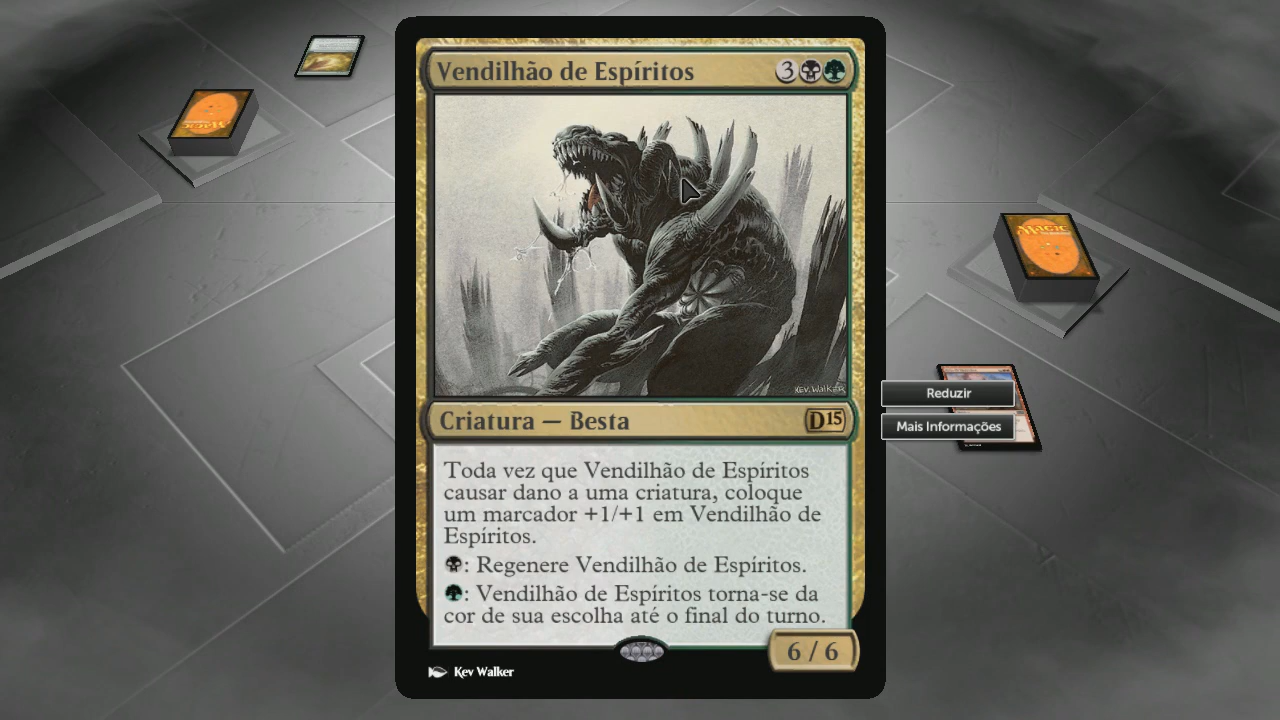 Vendilhão de Espíritos
3
KEV. WALKER
Criatura — Besta
D15
Toda vez que Vendilhão de Espíritos
causar dano a uma criatura, coloque
um marcador +1/+1 em Vendilhão de
Espíritos.
: Regenere Vendilhão de Espíritos.
: Vendilhão de Espíritos torna-se da
cor de sua escolha até o final do turno.
6 / 6
Kev Walker
Reduzir
Mais Informações
MAGIC
MAGIC